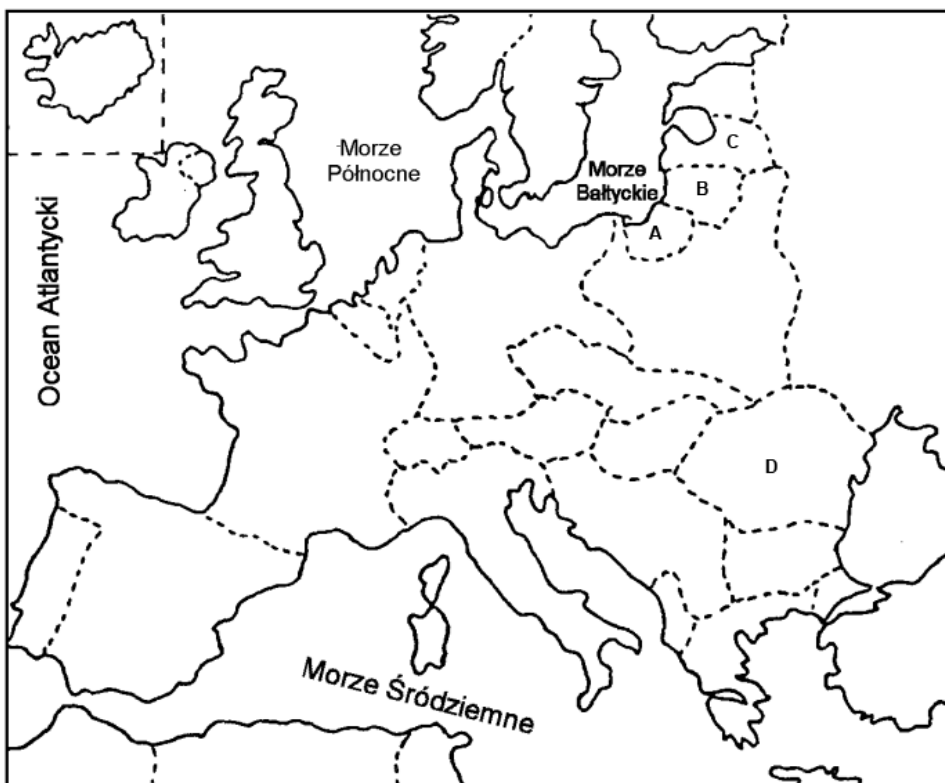 Morze
Północne
C
Morze
Bałtyckie
B
A
Ocean Atlantycki
D
Morze Śródziemne